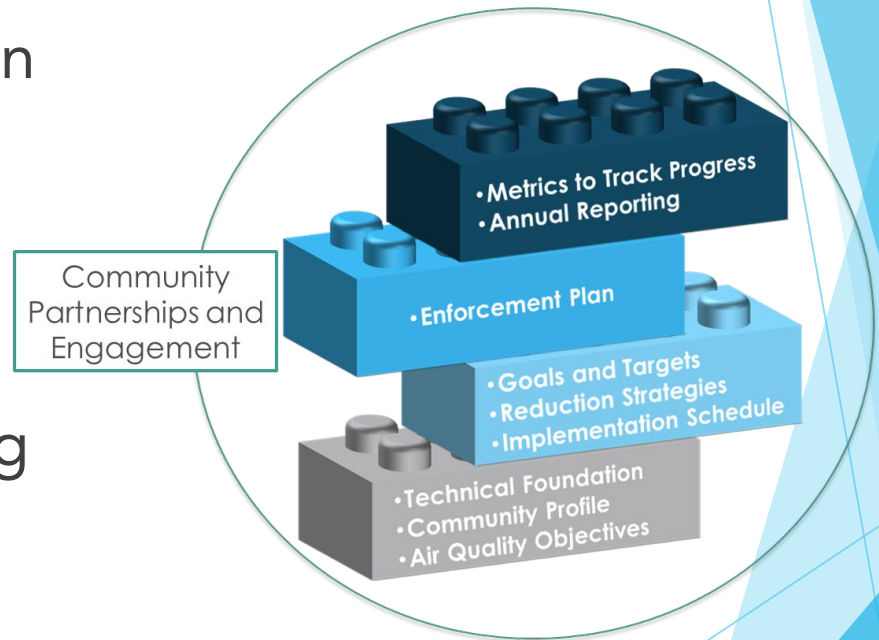 n
• Metrics to Track Progress
• Annual Reporting
Community
Partnerships and
Engagement
• Enforcement Plan
• Goals and Targets
• Reduction Strategies
• Implementation Schedule
g
• Technical Foundation
• Community Profile
• Air Quality Objectives